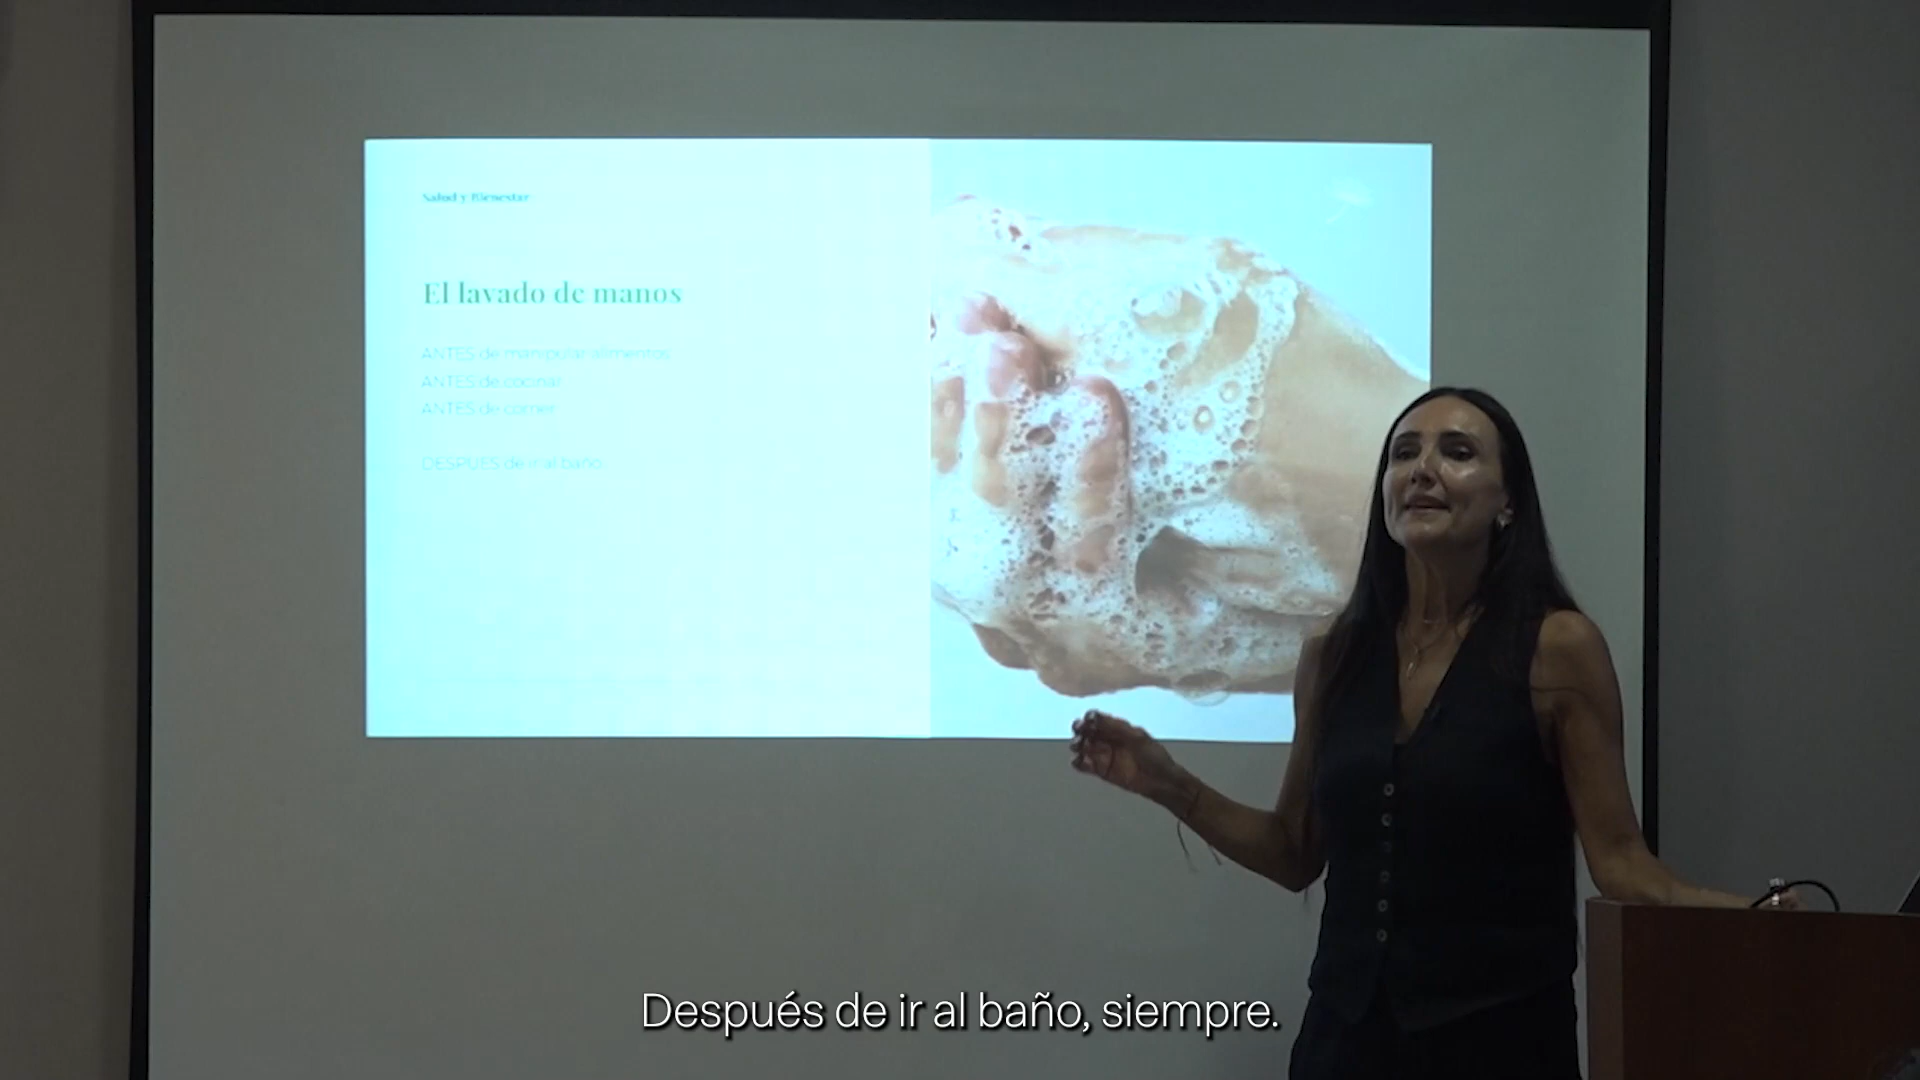 Salud y Bienestar
El lavado de manos
ANTES de manipular alimentos
ANTES de cocinar
ANTES de comer
DESPUÉS de ir al baño
Después de ir al baño, siempre.